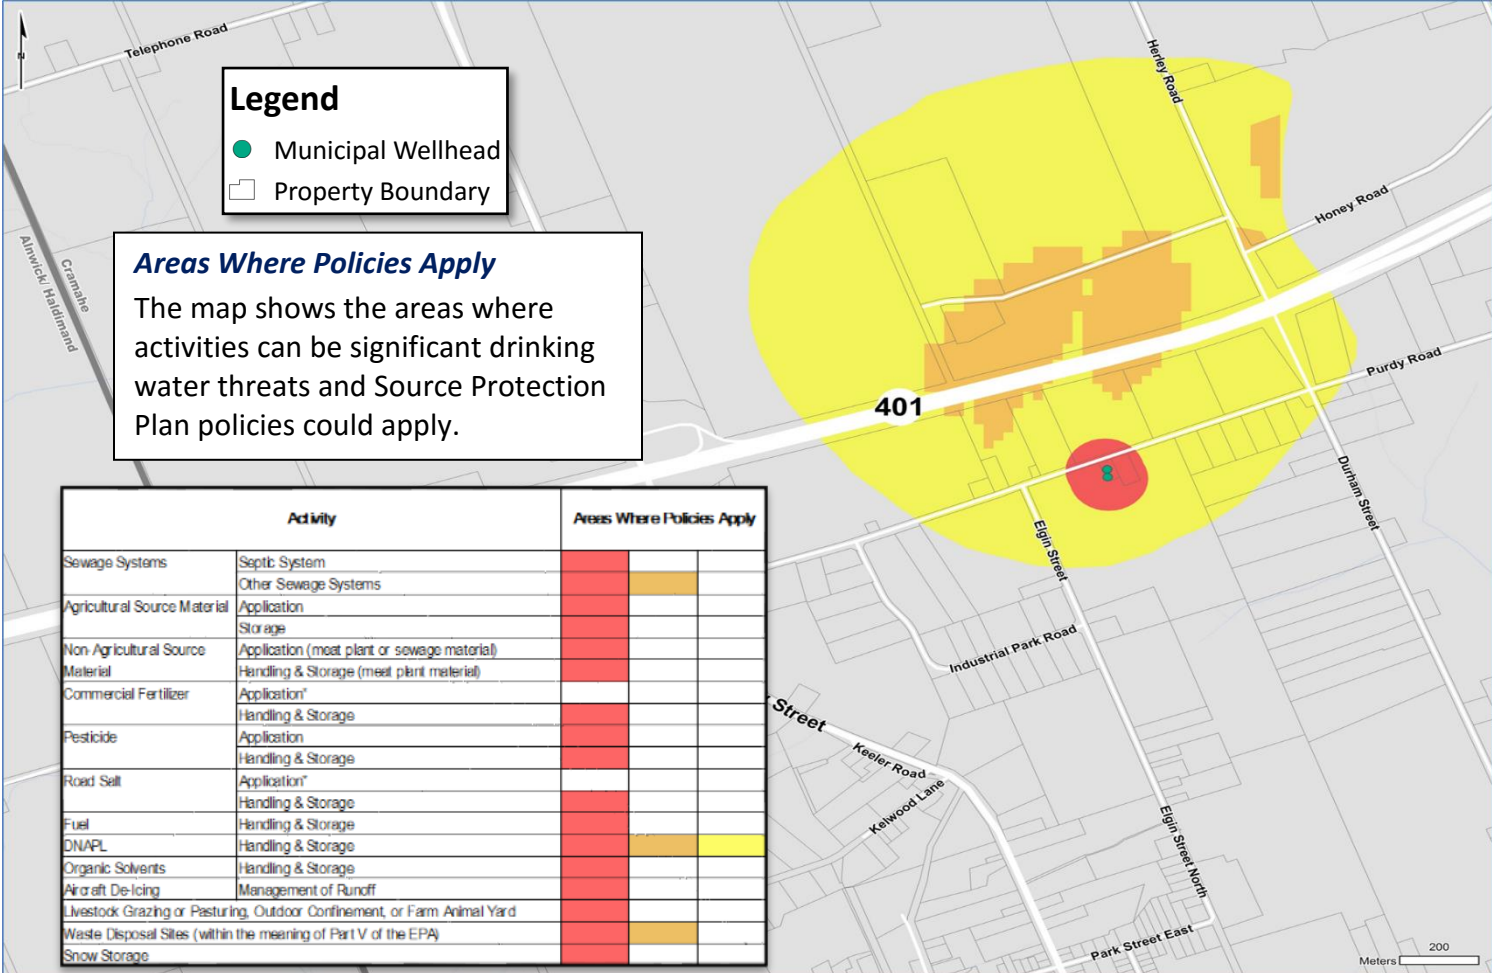 N
Telephone Road
Legend
Municipal Wellhead
Property Boundary
Areas Where Policies Apply
The map shows the areas where
activities can be significant drinking
water threats and Source Protection
Plan policies could apply.
Cramahe
Alnwick/ Haldimand
Herley Road
Honey Road
401
Purdy Road
Durham Street
Elgin Street
Industrial Park Road
Street
Keeler Road
Kelwood Lane
Elgin Street North
Park Street East
200
Meters
Activity Areas Where Policies Apply
Sewage Systems Septic System
Other Sewage Systems
Agricultural Source Material Application
Storage
Non-Agricultural Source Application (meat plant or sewage material)
Material Handling & Storage (meat plant material)
Commercial Fertilizer Application*
Handling & Storage
Pesticide Application
Handling & Storage
Road Salt Application*
Handling & Storage
Fuel Handling & Storage
DNAPL Handling & Storage
Organic Solvents Handling & Storage
Aircraft De-Icing Management of Runoff
Livestock Grazing or Pasturing, Outdoor Confinement, or Farm Animal Yard
Waste Disposal Sites (within the meaning of Part V of the EPA)
Snow Storage